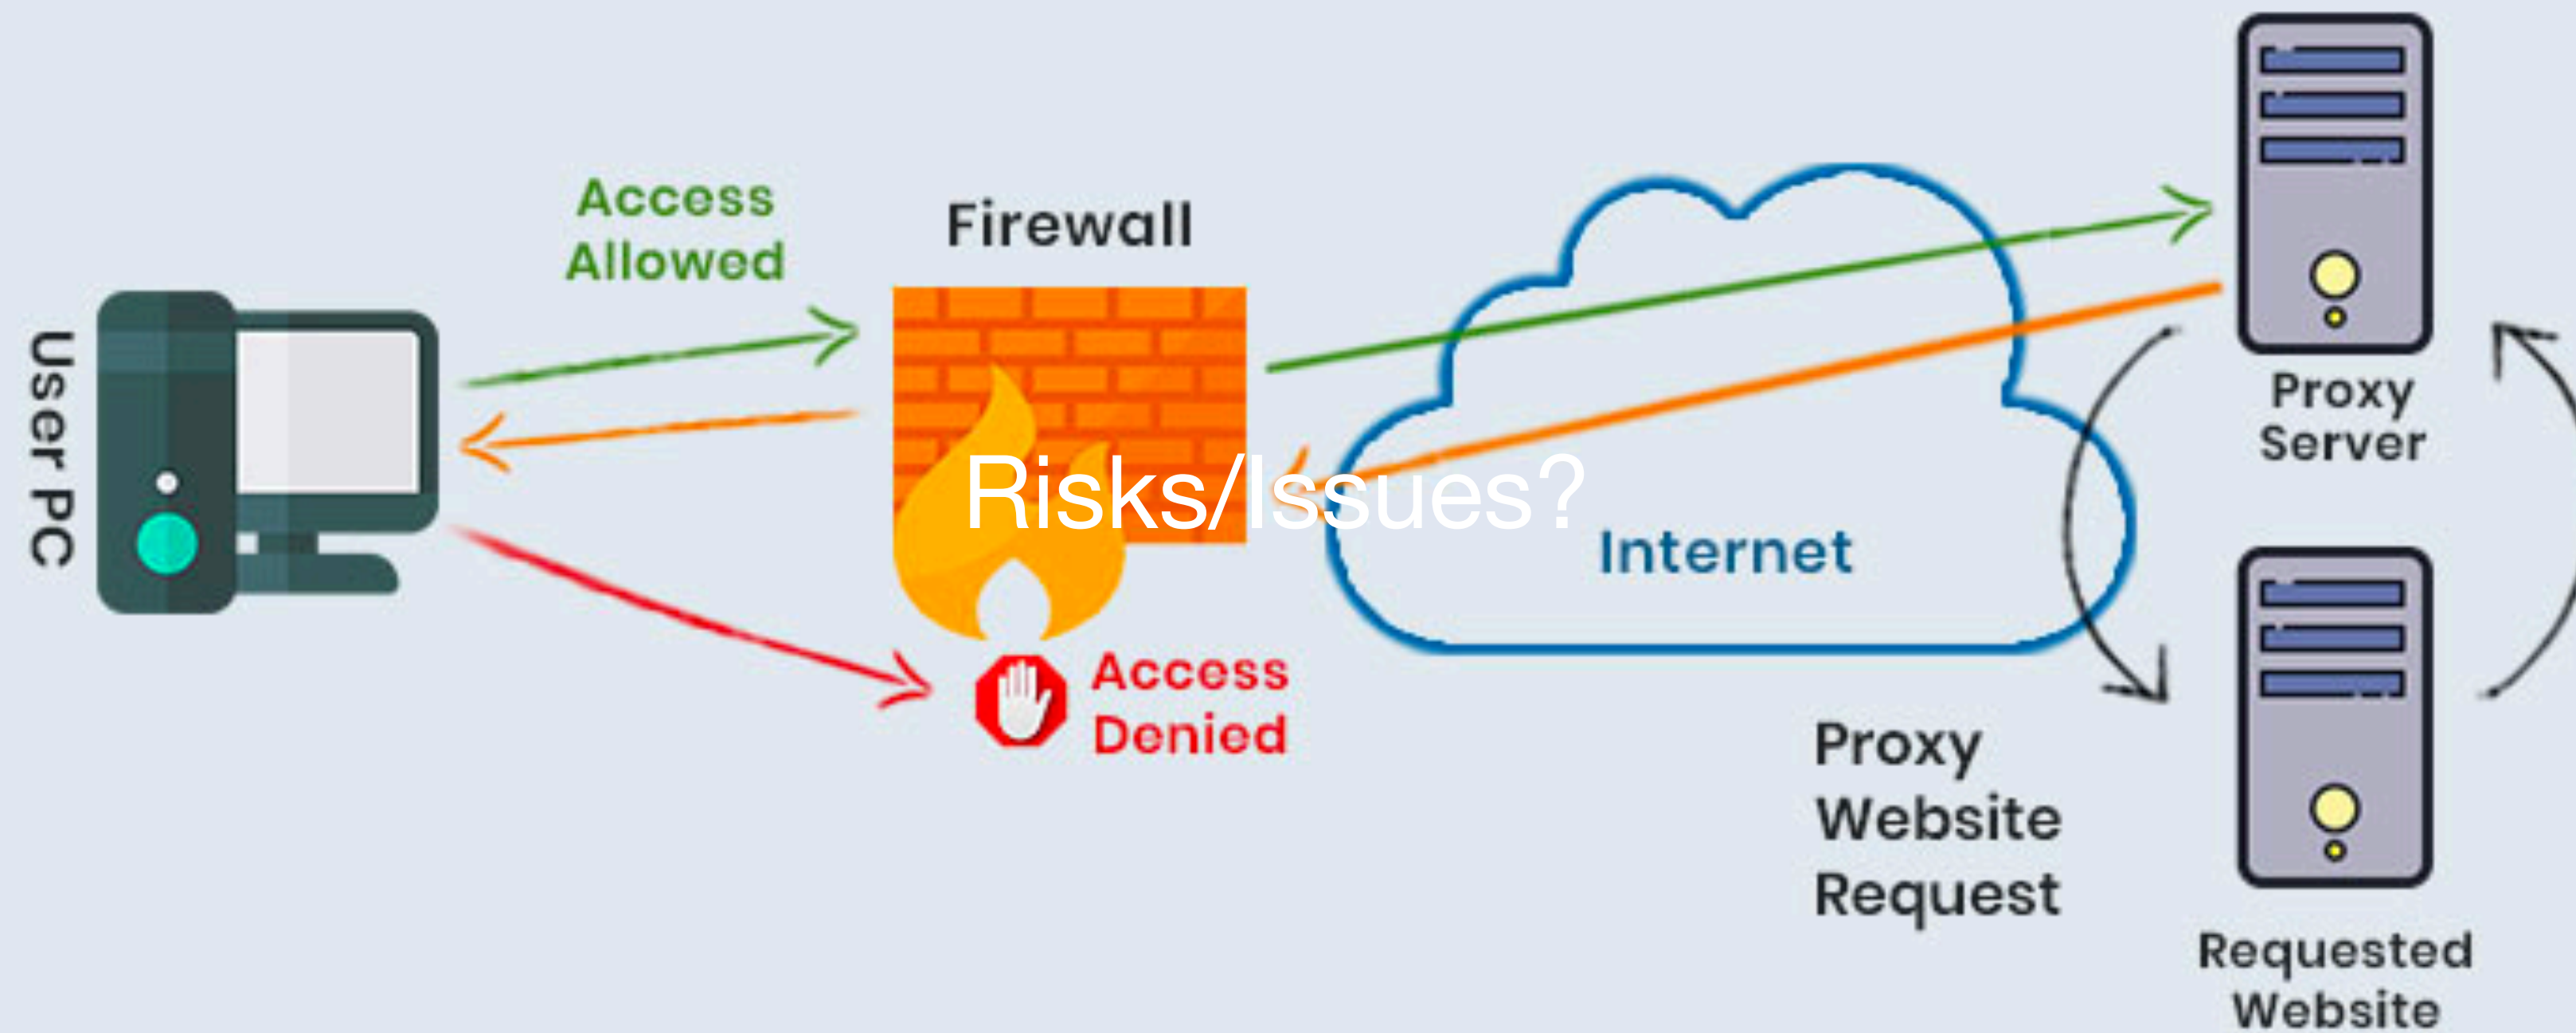 User PC
Access
Allowed
Firewall
Risks/Issues?
Access
Denied
Internet
Proxy
Server
Proxy
Website
Request
Requested
Website